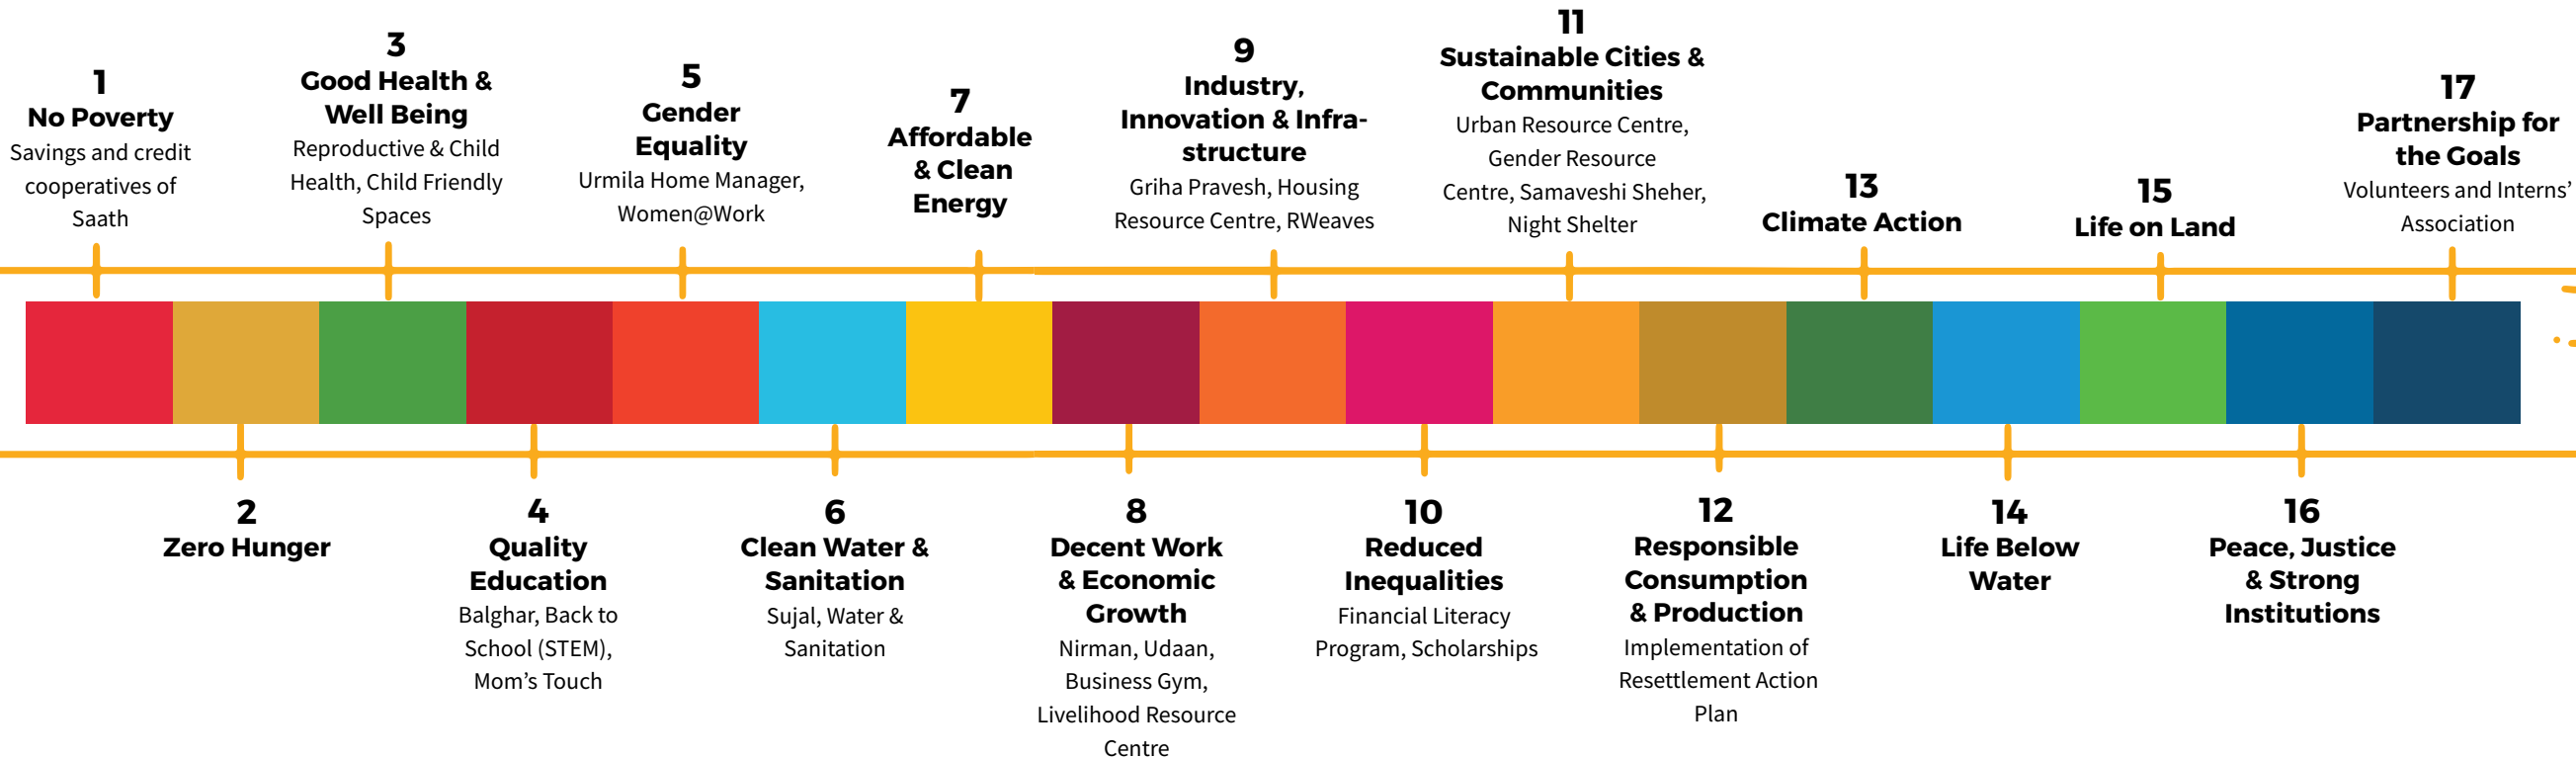 1
No Poverty
Savings and credit
cooperatives of
Saath
3
Good Health &
Well Being
Reproductive & Child
Health, Child Friendly
Spaces
5
Gender
Equality
Urmila Home Manager,
Women@Work
7
Affordable
& Clean
Energy
9
Industry,
Innovation & Infra-
structure
Griha Pravesh, Housing
Resource Centre, RWeaves
11
Sustainable Cities &
Communities
Urban Resource Centre,
Gender Resource
Centre, Samaveshi Sheher,
Night Shelter
13
Climate Action
15
Life on Land
17
Partnership for
the Goals
Volunteers and Interns’
Association
2
Zero Hunger
4
Quality
Education
Balghar, Back to
School (STEM),
Mom’s Touch
6
Clean Water &
Sanitation
Sujal, Water &
Sanitation
8
Decent Work
& Economic
Growth
Nirman, Udaan,
Business Gym,
Livelihood Resource
Centre
10
Reduced
Inequalities
Financial Literacy
Program, Scholarships
12
Responsible
Consumption
& Production
Implementation of
Resettlement Action
Plan
14
Life Below
Water
16
Peace, Justice
& Strong
Institutions